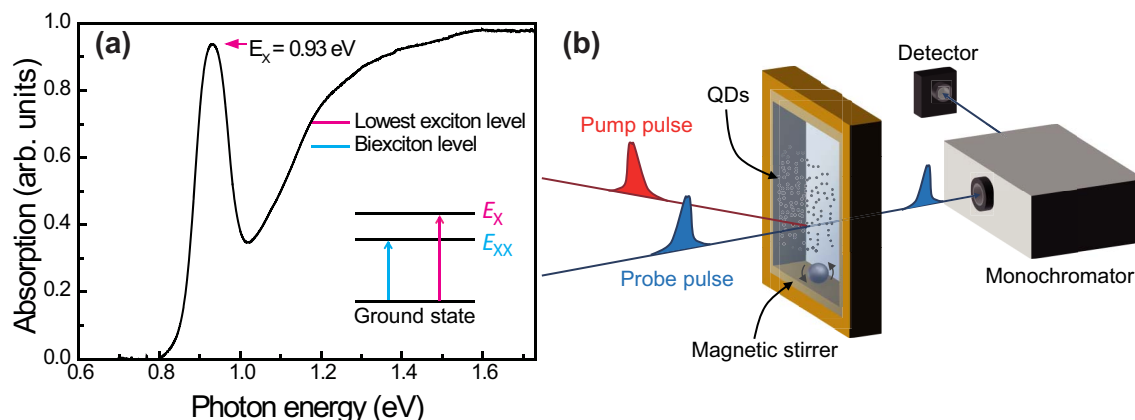 (a)
E_X = 0.93 eV
Lowest exciton level
Biexciton level
E_X
E_XX
Ground state
Absorption (arb. units)
1.0
0.8
0.6
0.4
0.2
0.0
0.6 0.8 1.0 1.2 1.4 1.6
Photon energy (eV)
(b)
Detector
QDs
Pump pulse
Probe pulse
Monochromator
Magnetic stirrer